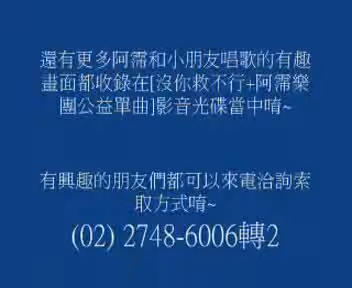 還有更多阿霈和小朋友唱歌的有趣
畫面都收錄在[沒你救不行+阿霈樂
團公益單曲]影音光碟當中唷~
有興趣的朋友們都可以來電洽詢索
取方式唷~
(02) 2748-6006轉2